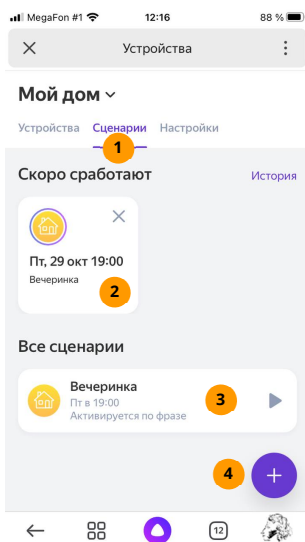 MegaFon #1 12:16 88 %
Устройства
Мой дом
Устройства Сценарии Настройки
1
Скоро сработают История
Пт, 29 окт 19:00
Вечеринка
2
Все сценарии
Вечеринка
Пт в 19:00
Активируется по фразе
3
4
12